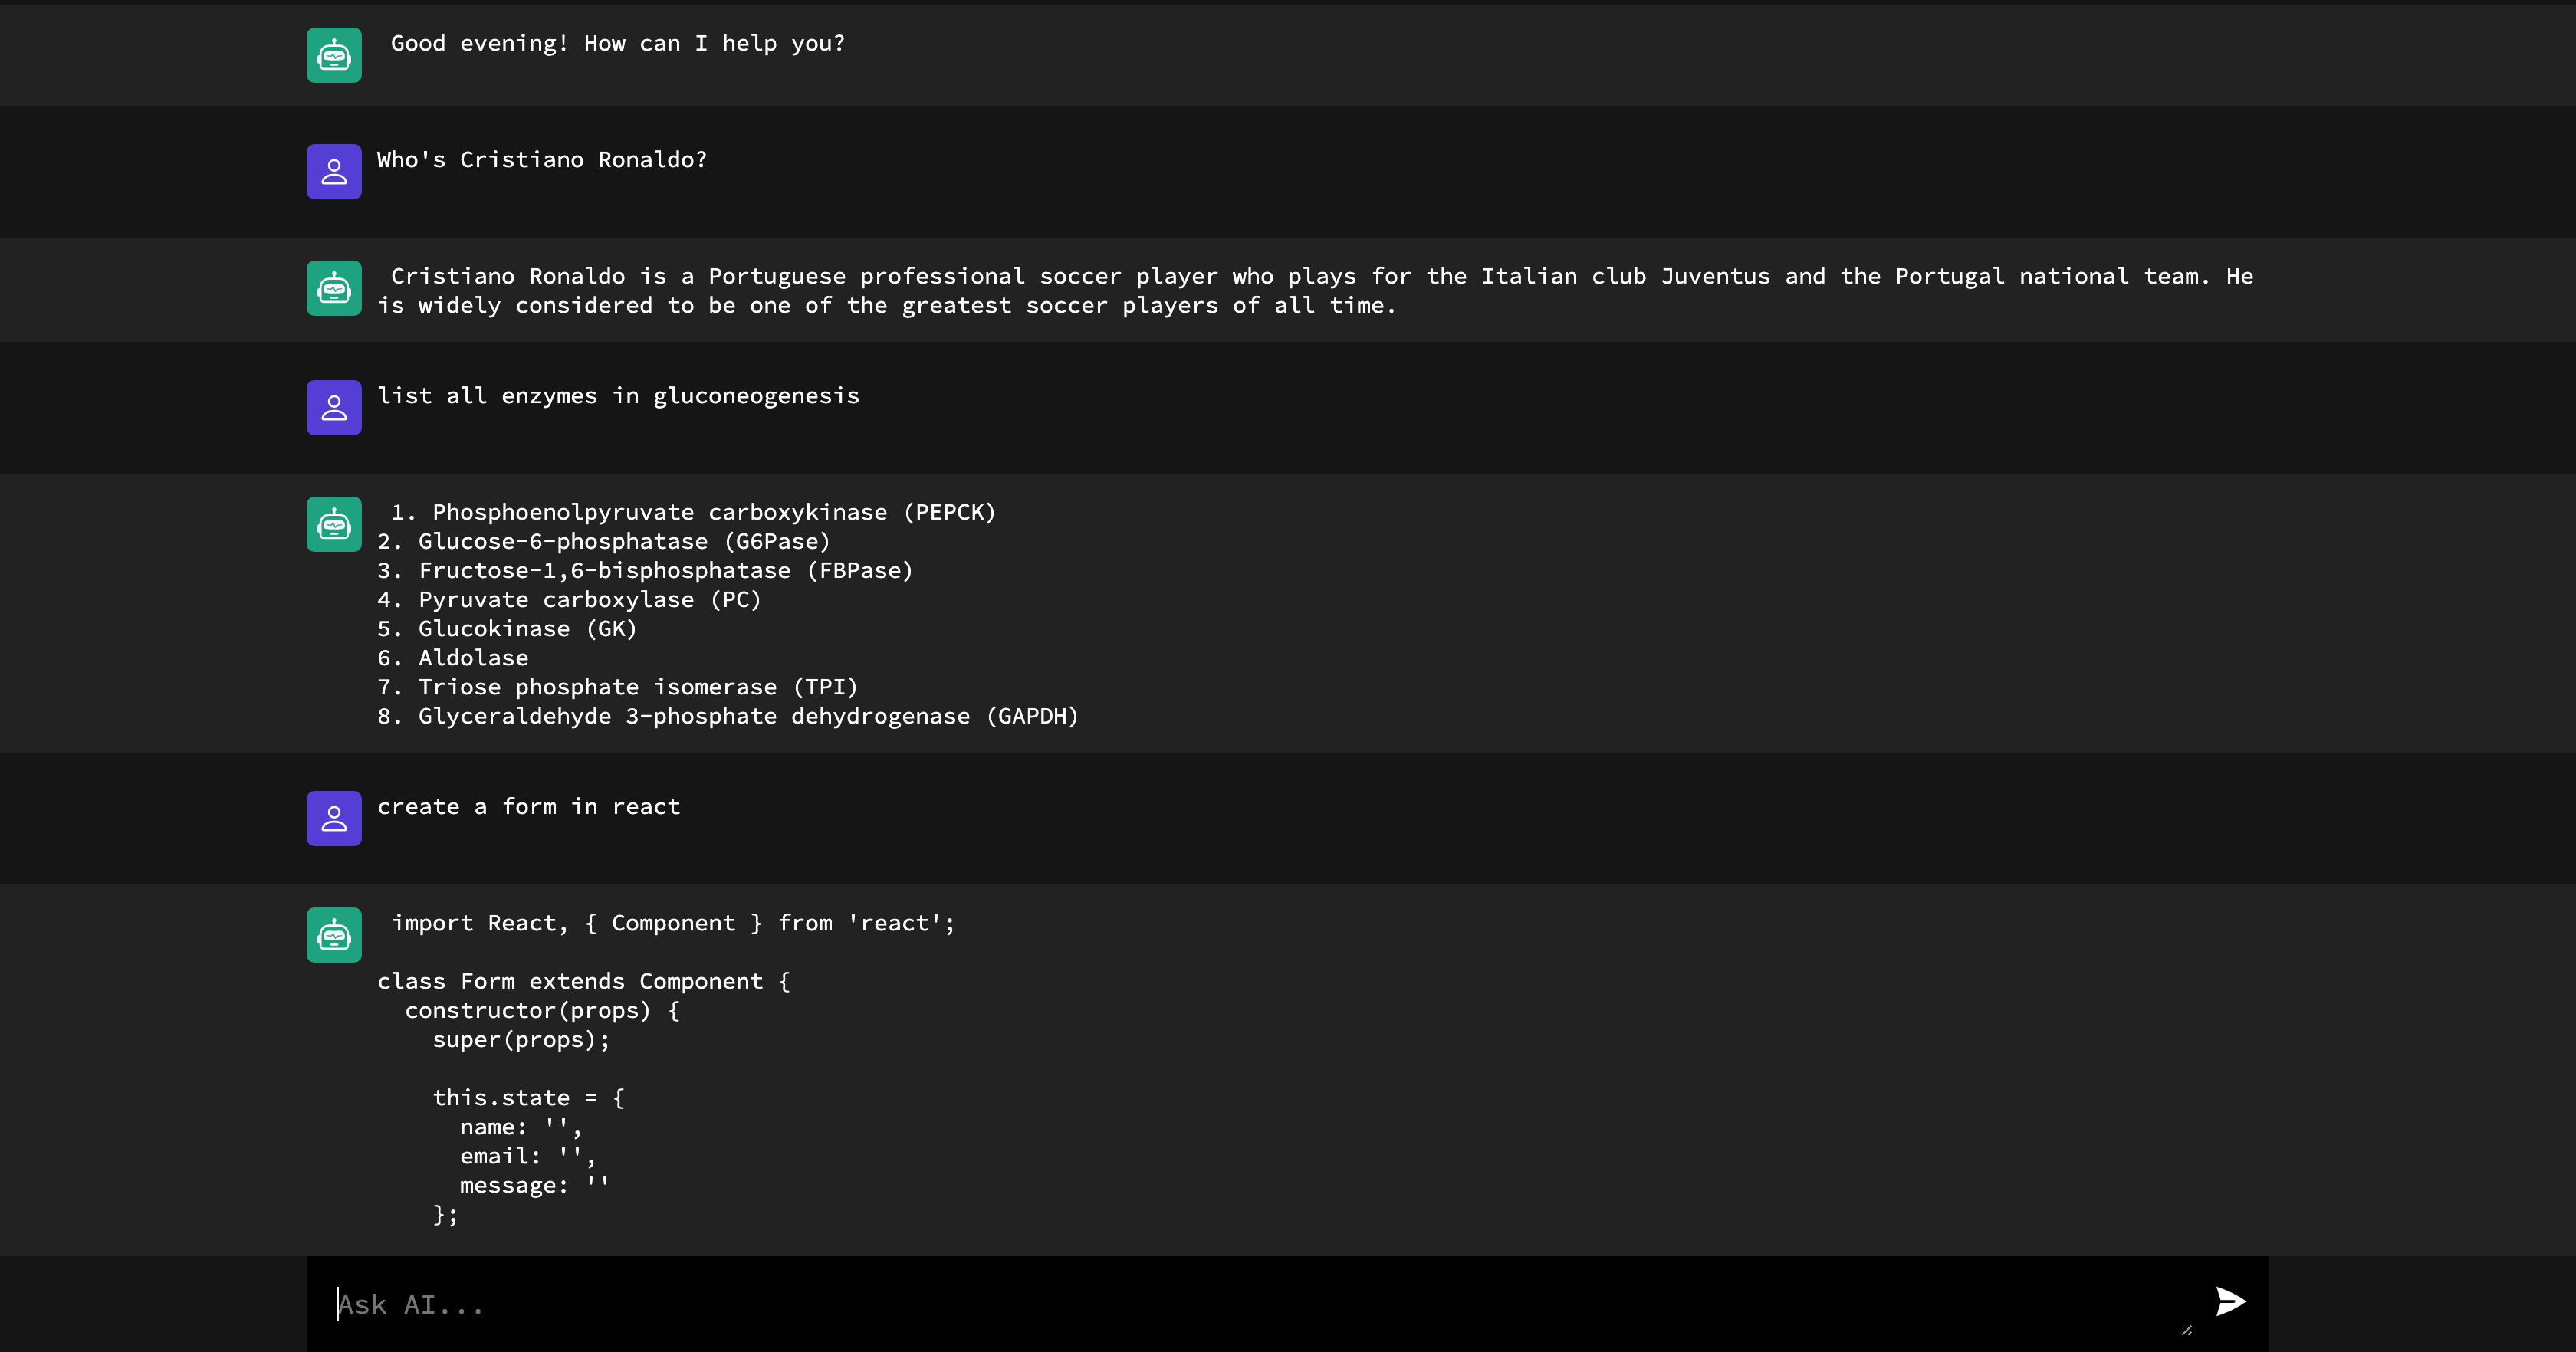 Good evening! How can I help you?
Who's Cristiano Ronaldo?
Cristiano Ronaldo is a Portuguese professional soccer player who plays for the Italian club Juventus and the Portugal national team. He
is widely considered to be one of the greatest soccer players of all time.
list all enzymes in gluconeogenesis
1. Phosphoenolpyruvate carboxykinase (PEPCK)
2. Glucose-6-phosphatase (G6Pase)
3. Fructose-1,6-bisphosphatase (FBPase)
4. Pyruvate carboxylase (PC)
5. Glucokinase (GK)
6. Aldolase
7. Triose phosphate isomerase (TPI)
8. Glyceraldehyde 3-phosphate dehydrogenase (GAPDH)
create a form in react
import React, { Component } from 'react';
class Form extends Component {
constructor(props) {
super(props);
this.state = {
name: '',
email: '',
message: ''
};
Ask AI...